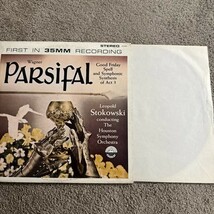 STEREO
FIRST IN 35MM RECORDING
Wagner
PARSIFAL
Good Friday
Spell
and Symphonic
Synthesis
of Act 3
Leopold
Stokowski
conducting
The
Houston
Symphony
Orchestra